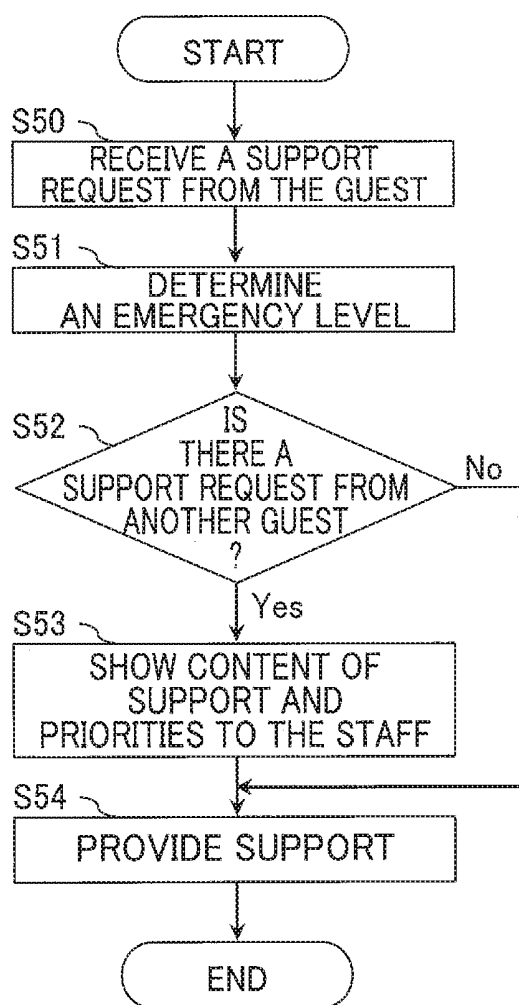 START
S50
RECEIVE A SUPPORT
REQUEST FROM THE GUEST
S51
DETERMINE
AN EMERGENCY LEVEL
S52
IS
THERE A
SUPPORT REQUEST FROM
ANOTHER GUEST
?
No
Yes
S53
SHOW CONTENT OF
SUPPORT AND
PRIORITIES TO THE STAFF
S54
PROVIDE SUPPORT
END